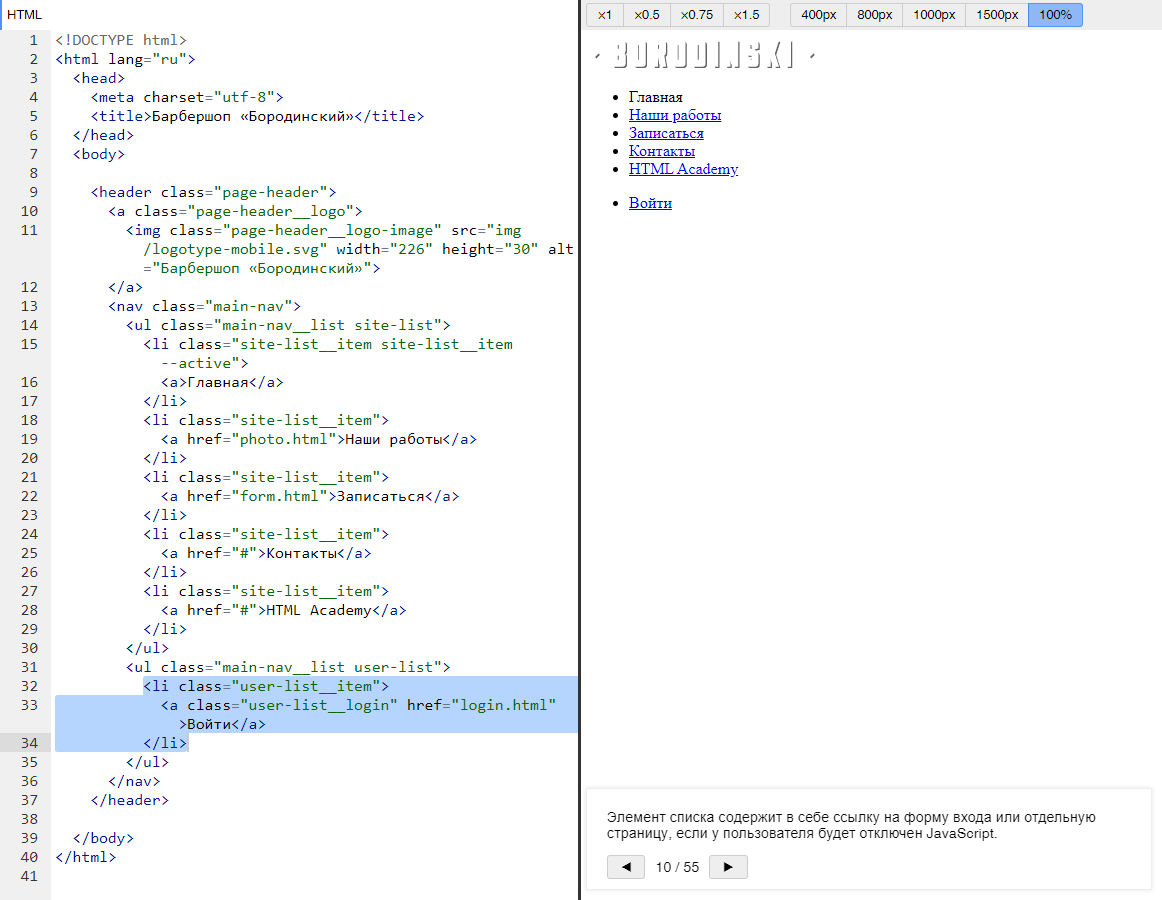 HTML
1 <!DOCTYPE html>
2 <html lang="ru">
3 <head>
4 <meta charset="utf-8">
5 <title>Барбершоп «Бородинский»</title>
6 </head>
7 <body>
8
9 <header class="page-header">
10 <a class="page-header__logo">
11 <img class="page-header__logo-image" src="img
/logotype-mobile.svg" width="226" height="30" alt
="Барбершоп «Бородинский»">
12 </a>
13 <nav class="main-nav">
14 <ul class="main-nav__list site-list">
15 <li class="site-list__item site-list__item
--active">
16 <a>Главная</a>
17 </li>
18 <li class="site-list__item">
19 <a href="photo.html">Наши работы</a>
20 </li>
21 <li class="site-list__item">
22 <a href="form.html">Записаться</a>
23 </li>
24 <li class="site-list__item">
25 <a href="#">Контакты</a>
26 </li>
27 <li class="site-list__item">
28 <a href="#">HTML Academy</a>
29 </li>
30 </ul>
31 <ul class="main-nav__list user-list">
32 <li class="user-list__item">
33 <a class="user-list__login" href="login.html"
>Войти</a>
34 </li>
35 </ul>
36 </nav>
37 </header>
38
39 </body>
40 </html>
41
×1 ×0.5 ×0.75 ×1.5 400px 800px 1000px 1500px 100%
· BORODINSKI ·
• Главная
• Наши работы
• Записаться
• Контакты
• HTML Academy
• Войти
Элемент списка содержит в себе ссылку на форму входа или отдельную
страницу, если у пользователя будет отключен JavaScript.
◀ 10 / 55 ▶